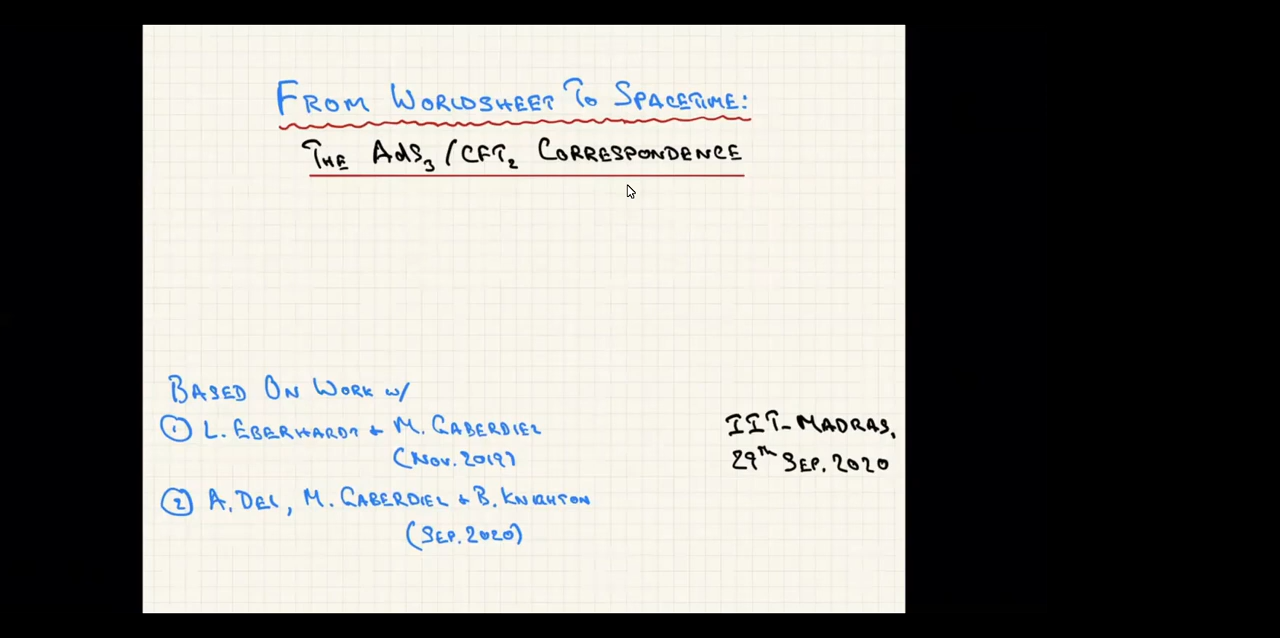 FROM WORLDSHEET TO SPACETIME:
THE AdS3/CFT2 CORRESPONDENCE
BASED ON WORK w/
① L. EBERHARDT & M. GABERDIEL
(NOV. 2019)
② A. DEI, M. GABERDIEL & B. KNIGHTON
(SEP. 2020)
IIT-MADRAS,
29th SEP. 2020